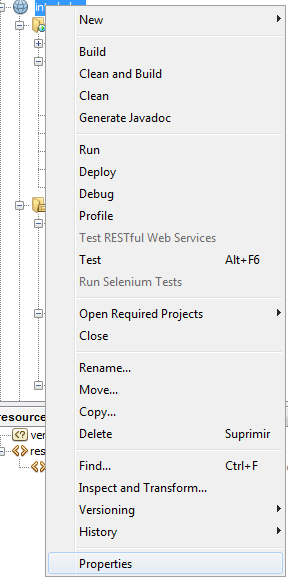 New
Build
Clean and Build
Clean
Generate Javadoc
Run
Deploy
Debug
Profile
Test RESTful Web Services
Test Alt+F6
Run Selenium Tests
Open Required Projects
Close
Rename...
Move...
Copy...
Delete Suprimir
resource
Find... Ctrl+F
Inspect and Transform...
Versioning
History
Properties